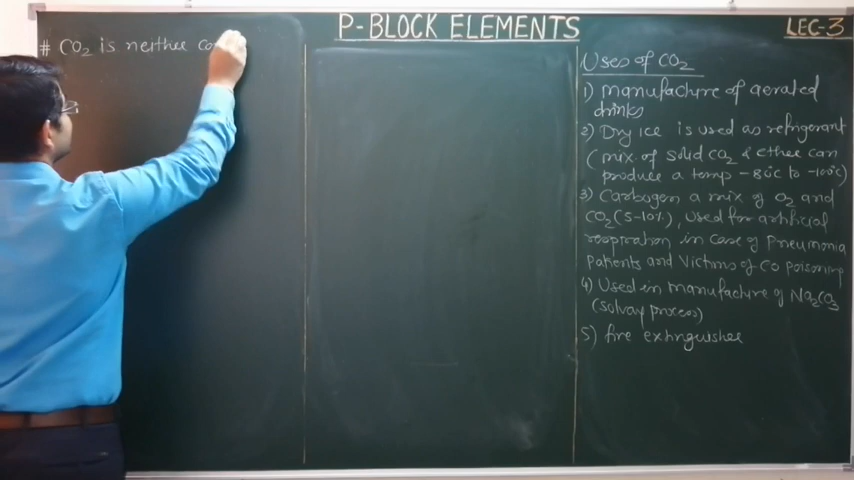 P-BLOCK ELEMENTS
LEC-3
# CO2 is neither co
Uses of CO2
1) manufacture of aerated
drinks
2) Dry ice is used as refrigerant
(mix. of solid CO2 & ether can
produce a temp -80°C to -100°C)
3) Carbogen a mix of O2 and
CO2 (5-10%), used for artificial
respiration in case of Pneumonia
patients and Victims of CO poisoning
4) Used in manufacture of Na2CO3
(solvay process)
5) fire extinguisher